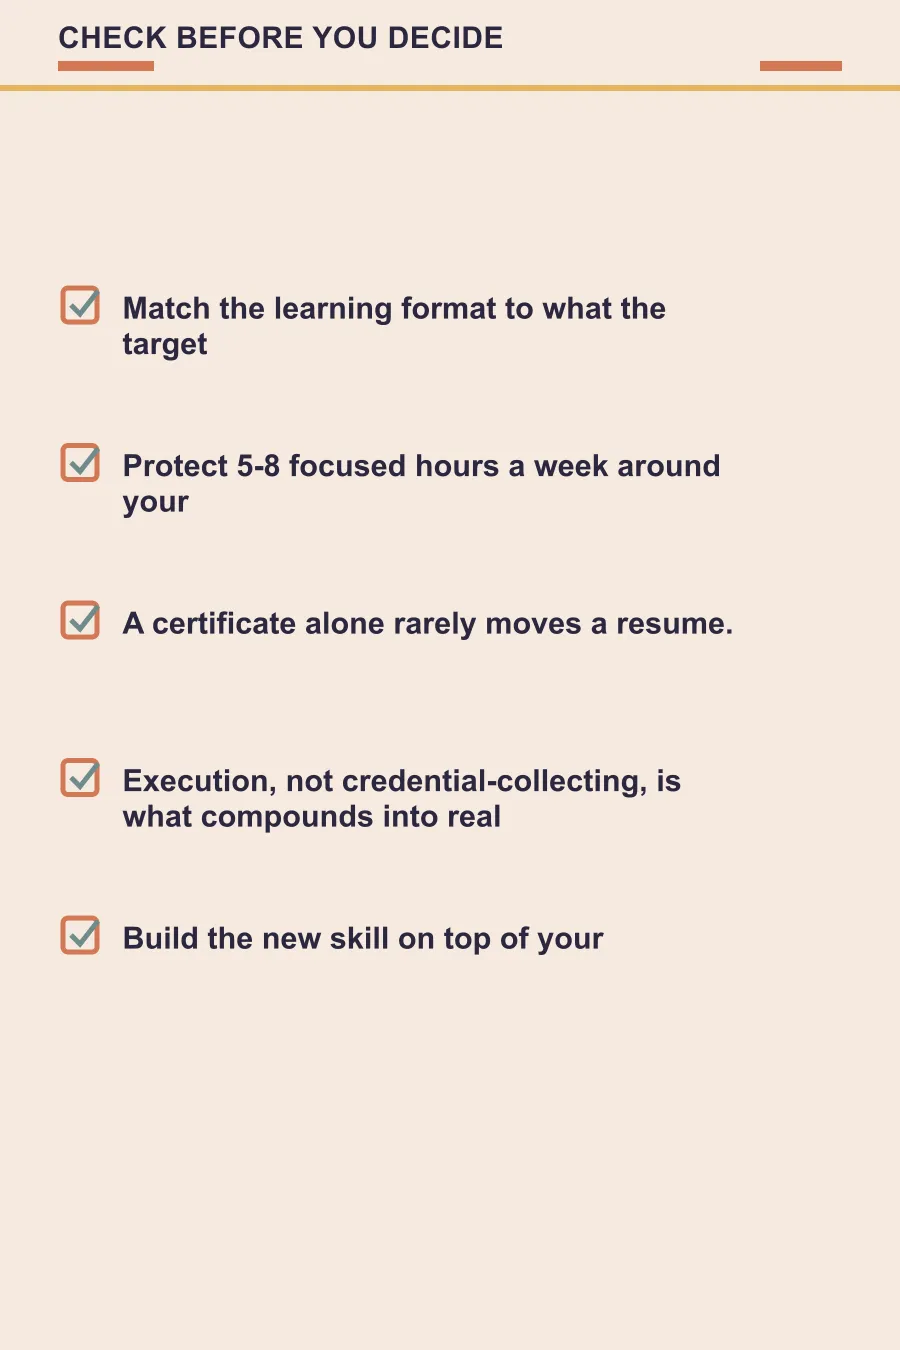 CHECK BEFORE YOU DECIDE
Match the learning format to what the
target
Protect 5-8 focused hours a week around
your
A certificate alone rarely moves a resume.
Execution, not credential-collecting, is
what compounds into real
Build the new skill on top of your